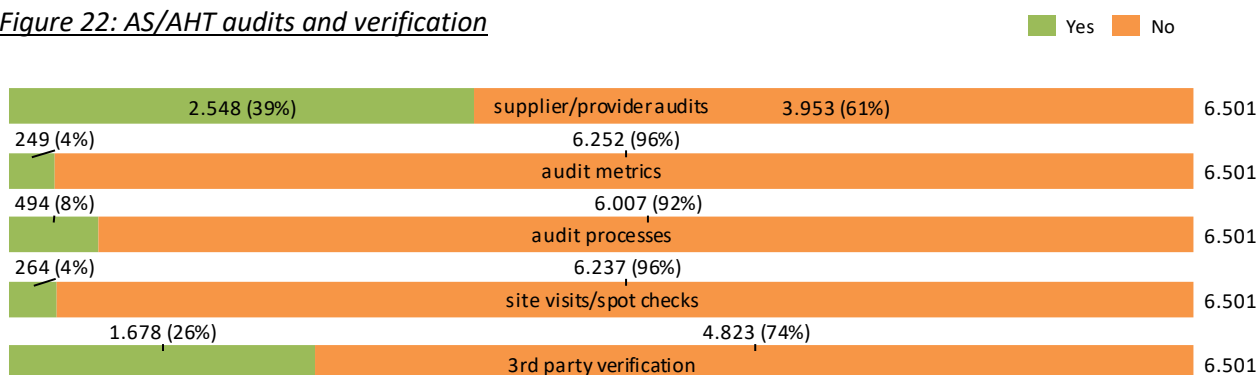 Figure 22: AS/AHT audits and verification
Yes No
2.548 (39%) supplier/provider audits 3.953 (61%) 6.501
249 (4%) 6.252 (96%)
audit metrics 6.501
494 (8%) 6.007 (92%)
audit processes 6.501
264 (4%) 6.237 (96%)
site visits/spot checks 6.501
1.678 (26%) 4.823 (74%)
3rd party verification 6.501